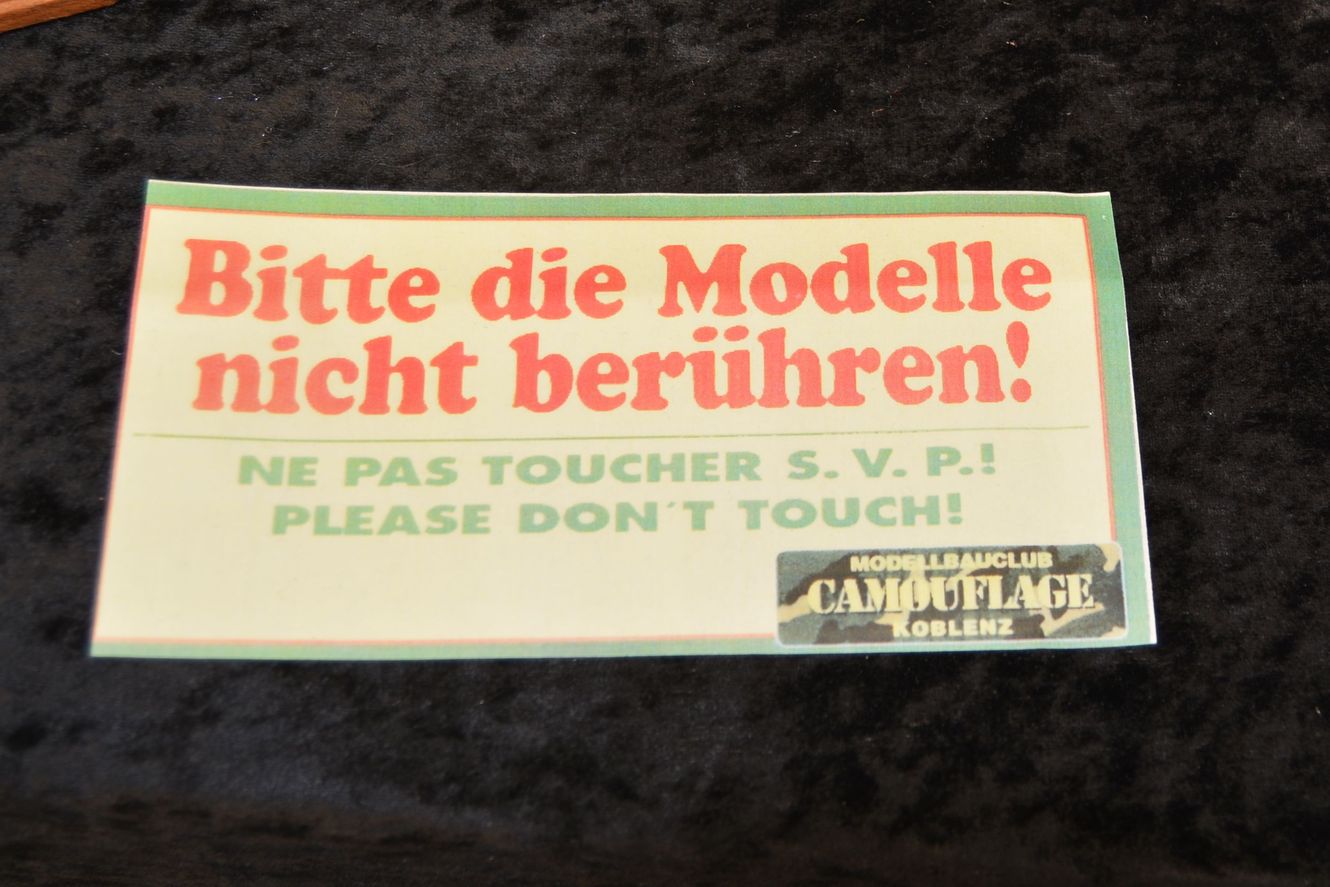 Bitte die Modelle
nicht berühren!
NE PAS TOUCHER S. V. P.!
PLEASE DON´T TOUCH!
MODELLBAUCLUB
CAMOUFLAGE
KOBLENZ